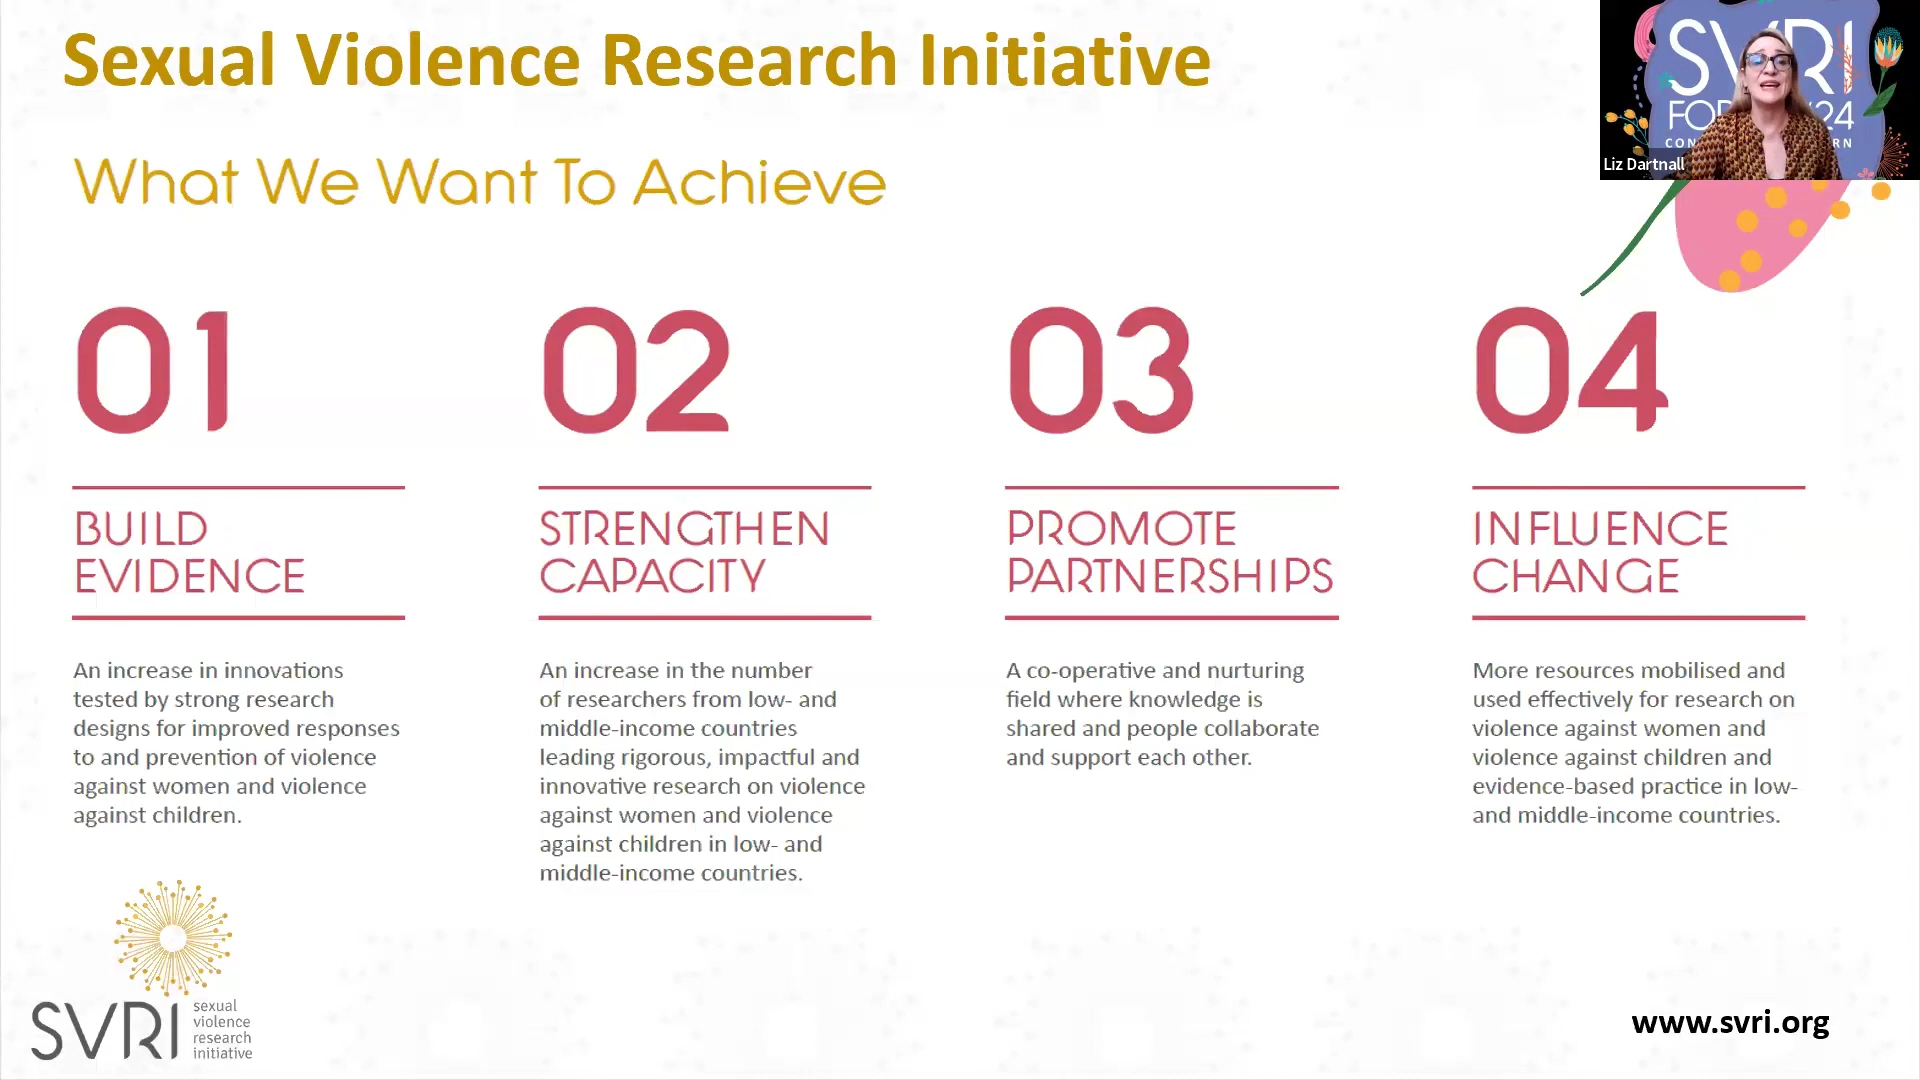 Sexual Violence Research Initiative
SVRI
FOR
24
CON
RN
Liz Dartnall
What We Want To Achieve
01
BUILD
EVIDENCE
An increase in innovations
tested by strong research
designs for improved responses
to and prevention of violence
against women and violence
against children.
02
STRENGTHEN
CAPACITY
An increase in the number
of researchers from low- and
middle-income countries
leading rigorous, impactful and
innovative research on violence
against women and violence
against children in low- and
middle-income countries.
03
PROMOTE
PARTNERSHIPS
A co-operative and nurturing
field where knowledge is
shared and people collaborate
and support each other.
04
INFLUENCE
CHANGE
More resources mobilised and
used effectively for research on
violence against women and
violence against children and
evidence-based practice in low-
and middle-income countries.
SVRI
sexual
violence
research
initiative
www.svri.org